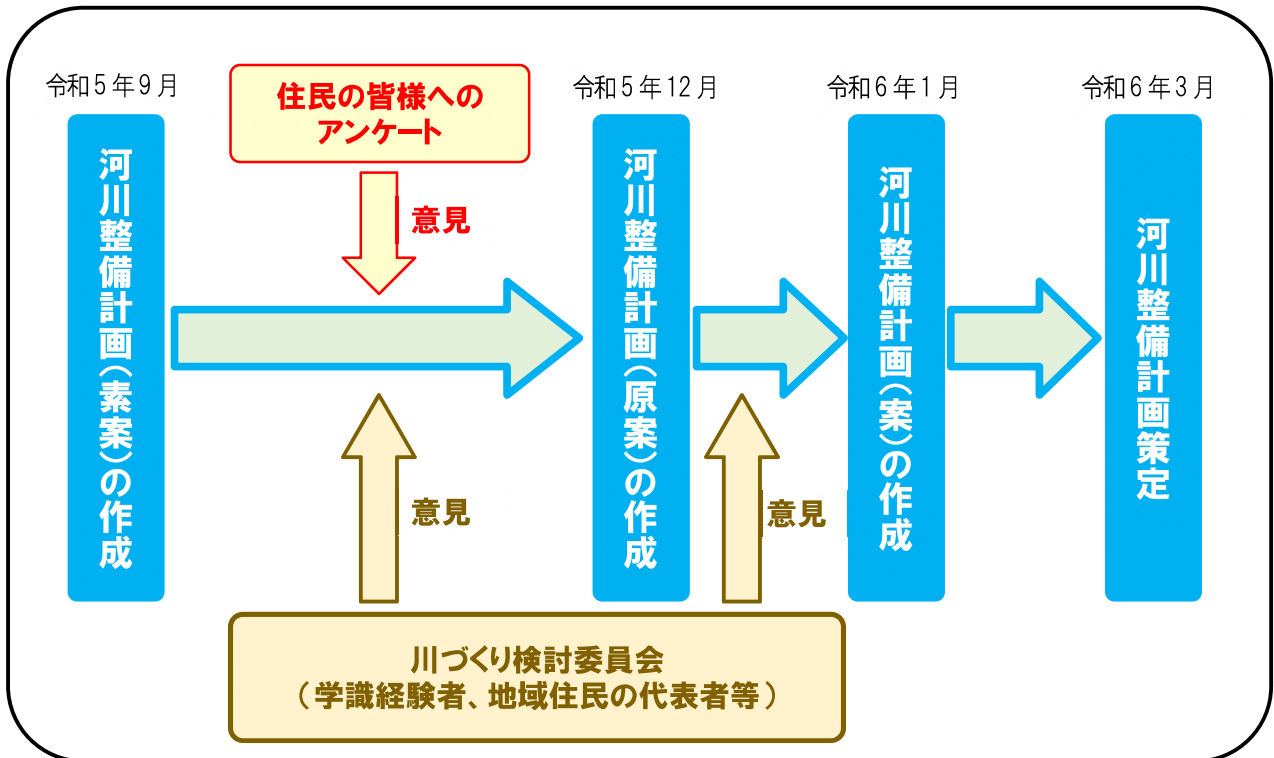 令和5年9月
河川整備計画（素案）の作成
住民の皆様への
アンケート
意見
意見
令和5年12月
河川整備計画（原案）の作成
意見
令和6年1月
河川整備計画（案）の作成
令和6年3月
河川整備計画策定
川づくり検討委員会
（学識経験者、地域住民の代表者等）